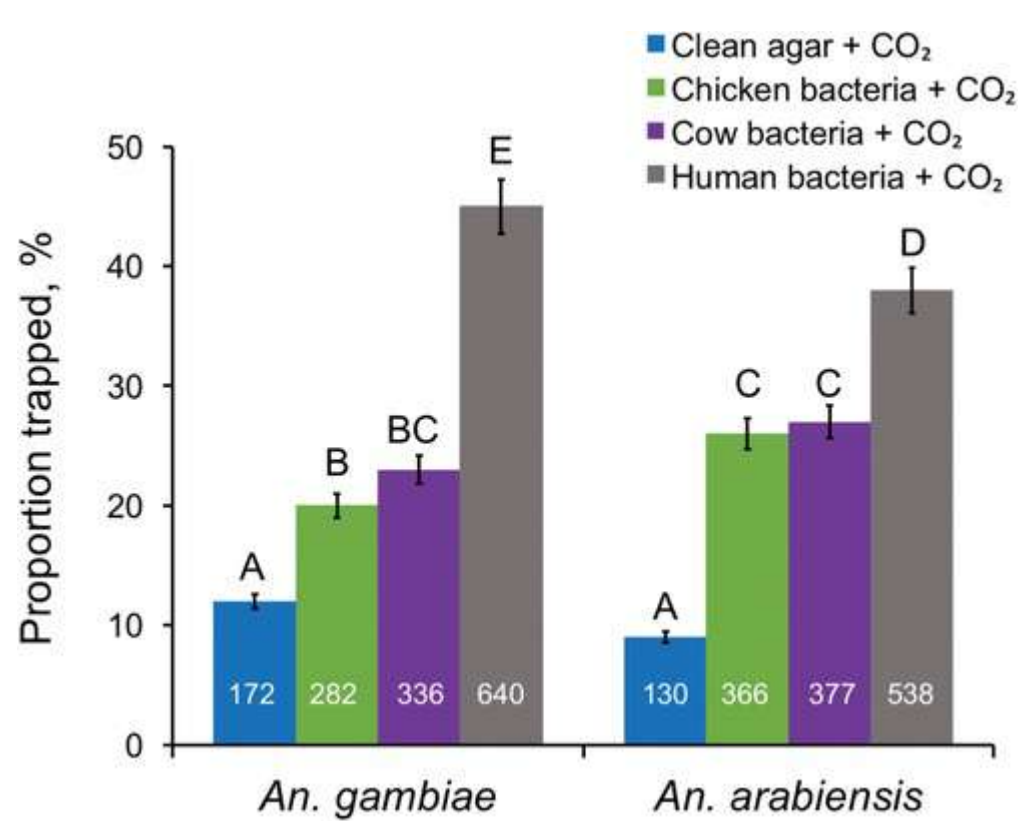 Clean agar + CO₂
Chicken bacteria + CO₂
Cow bacteria + CO₂
Human bacteria + CO₂
Proportion trapped, %
50
40
30
20
10
0
A
B
BC
E
A
C
C
D
172
282
336
640
130
366
377
538
An. gambiae
An. arabiensis